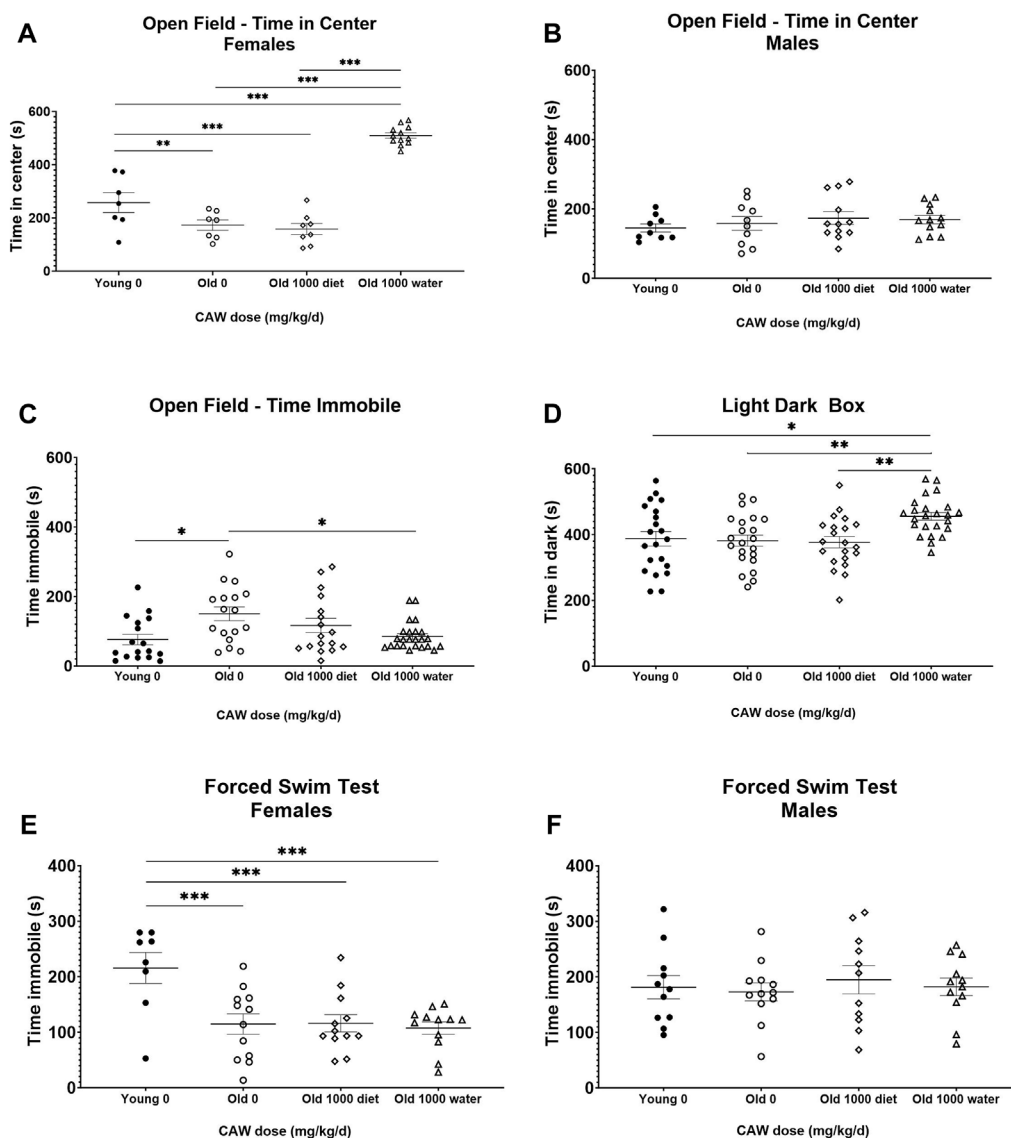 A
Open Field - Time in Center
Females
***
***
***
***
**
Time in center (s)
600
400
200
0
Young 0
Old 0
Old 1000 diet
Old 1000 water
CAW dose (mg/kg/d)
B
Open Field - Time in Center
Males
Time in center (s)
600
400
200
0
Young 0
Old 0
Old 1000 diet
Old 1000 water
CAW dose (mg/kg/d)
C
Open Field - Time Immobile
*
*
Time immobile (s)
600
400
200
0
Young 0
Old 0
Old 1000 diet
Old 1000 water
CAW dose (mg/kg/d)
D
Light Dark Box
*
**
**
Time in dark (s)
600
400
200
0
Young 0
Old 0
Old 1000 diet
Old 1000 water
CAW dose (mg/kg/d)
E
Forced Swim Test
Females
***
***
***
Time immobile (s)
400
300
200
100
0
Young 0
Old 0
Old 1000 diet
Old 1000 water
CAW dose (mg/kg/d)
F
Forced Swim Test
Males
Time immobile (s)
400
300
200
100
0
Young 0
Old 0
Old 1000 diet
Old 1000 water
CAW dose (mg/kg/d)